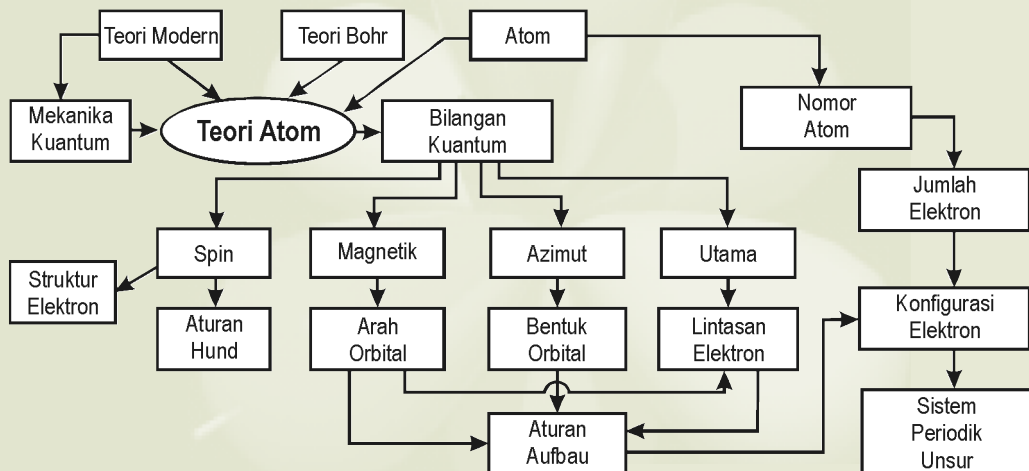 Teori Modern
Teori Bohr
Atom
Mekanika
Kuantum
Teori Atom
Bilangan
Kuantum
Nomor
Atom
Jumlah
Elektron
Spin
Magnetik
Azimut
Utama
Struktur
Elektron
Aturan
Hund
Arah
Orbital
Bentuk
Orbital
Lintasan
Elektron
Konfigurasi
Elektron
Aturan
Aufbau
Sistem
Periodik
Unsur